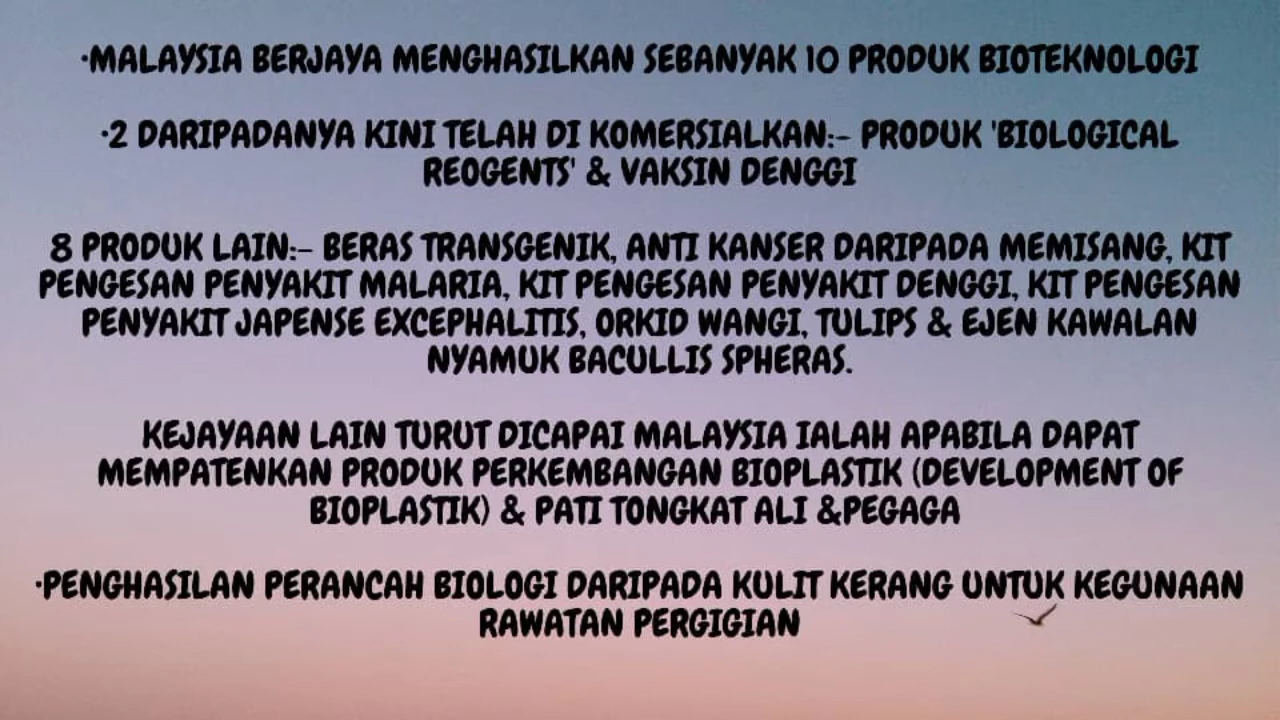 ·MALAYSIA BERJAYA MENGHASILKAN SEBANYAK 10 PRODUK BIOTEKNOLOGI
·2 DARIPADANYA KINI TELAH DI KOMERSIALKAN:- PRODUK 'BIOLOGICAL
REOGENTS' & VAKSIN DENGGI
8 PRODUK LAIN:- BERAS TRANSGENIK, ANTI KANSER DARIPADA MEMISANG, KIT
PENGESAN PENYAKIT MALARIA, KIT PENGESAN PENYAKIT DENGGI, KIT PENGESAN
PENYAKIT JAPENSE EXCEPHALITIS, ORKID WANGI, TULIPS & EJEN KAWALAN
NYAMUK BACULLIS SPHERAS.
KEJAYAAN LAIN TURUT DICAPAI MALAYSIA IALAH APABILA DAPAT
MEMPATENKAN PRODUK PERKEMBANGAN BIOPLASTIK (DEVELOPMENT OF
BIOPLASTIK) & PATI TONGKAT ALI &PEGAGA
·PENGHASILAN PERANCAH BIOLOGI DARIPADA KULIT KERANG UNTUK KEGUNAAN
RAWATAN PERGIGIAN